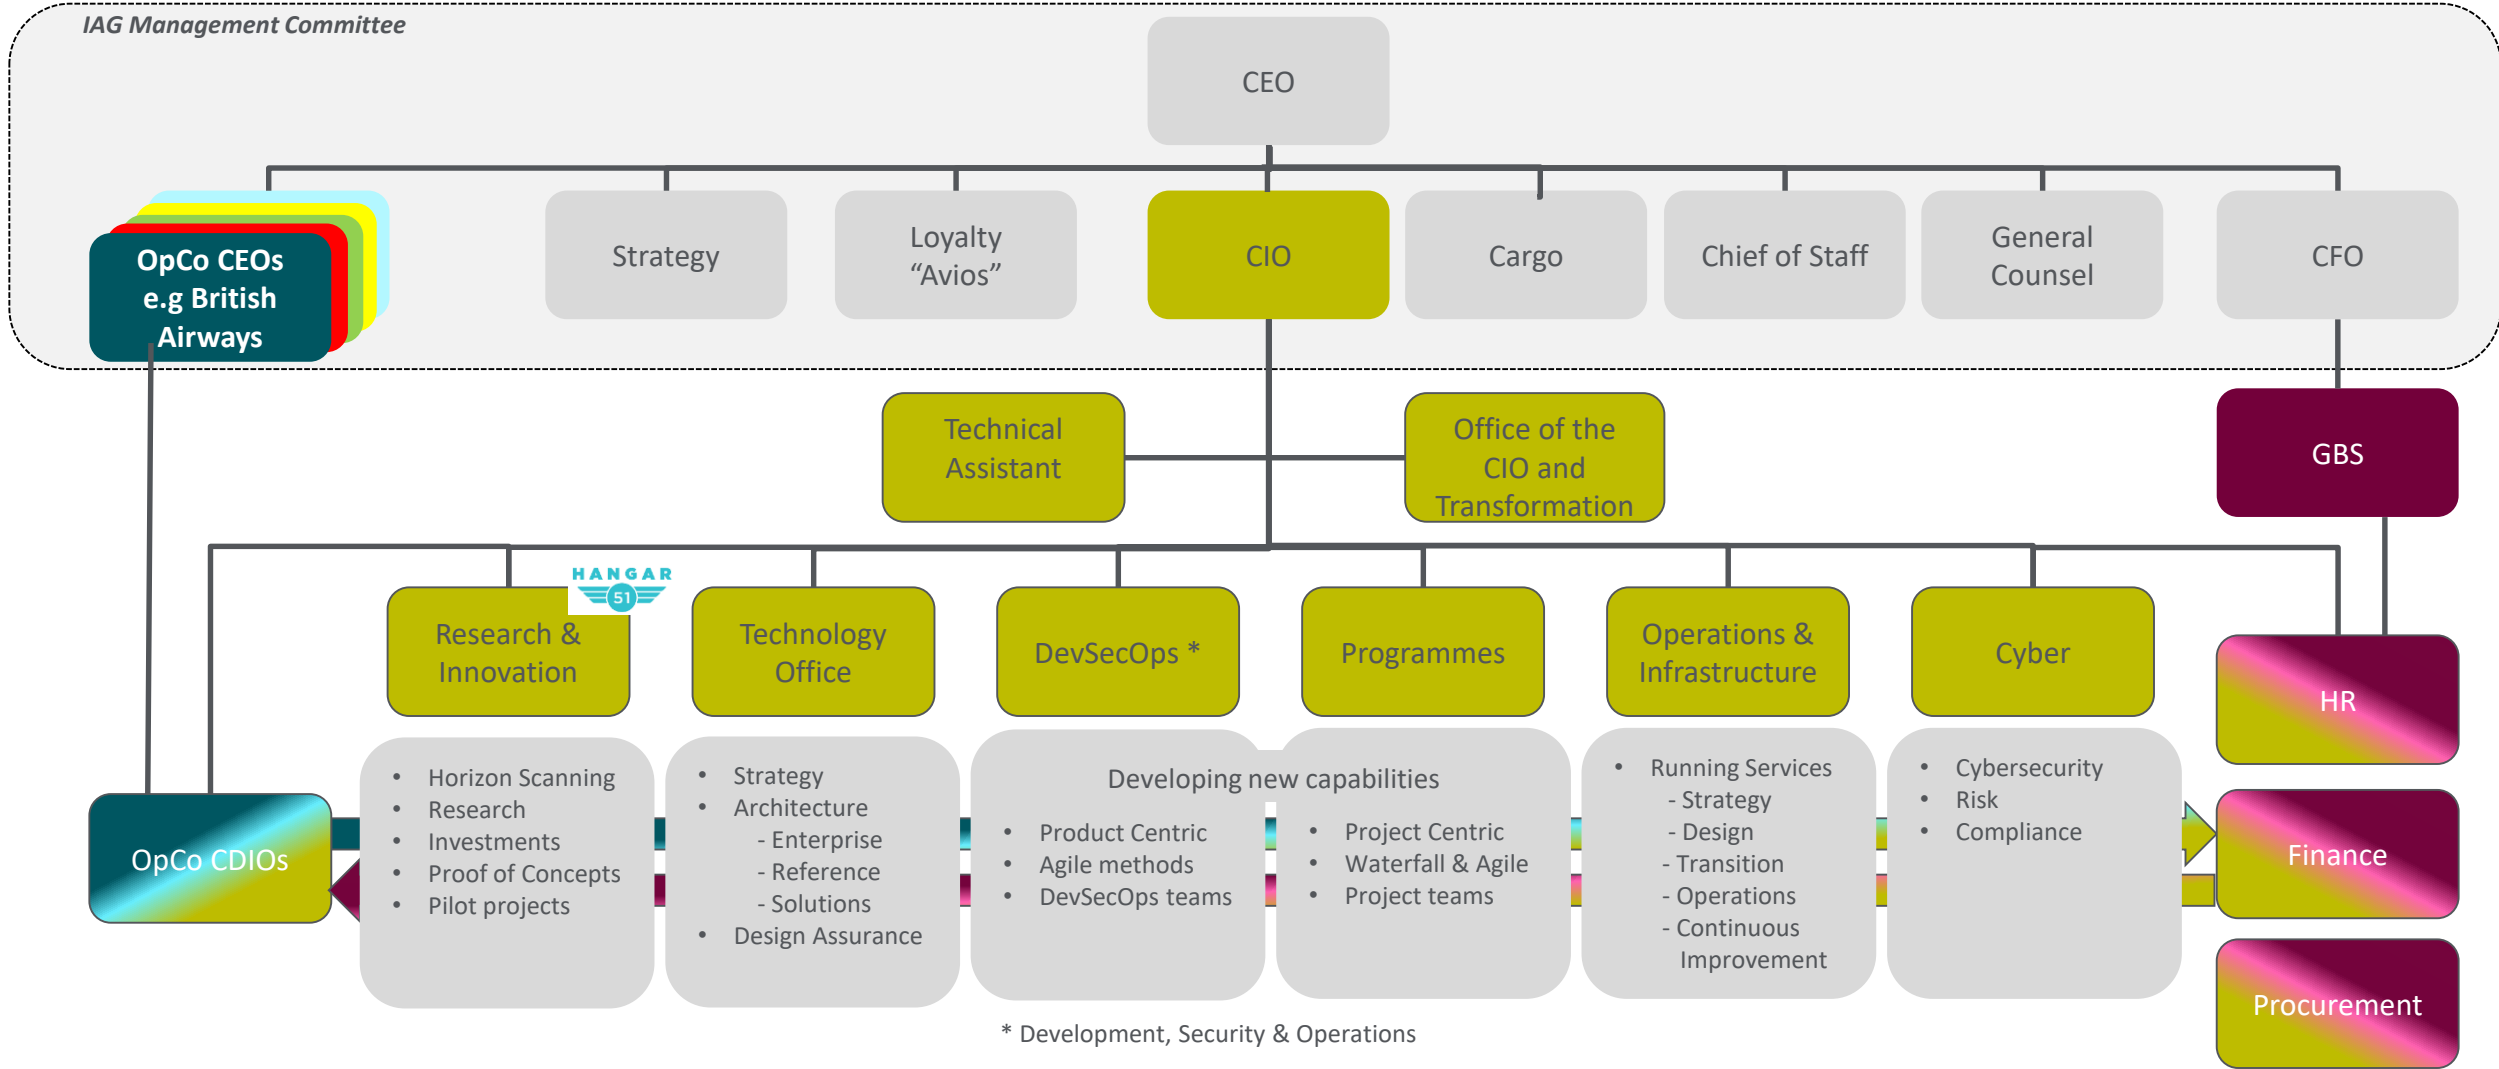 IAG Management Committee
CEO
OpCo CEOs
e.g British
Airways
Strategy
Loyalty
“Avios”
CIO
Cargo
Chief of Staff
General
Counsel
CFO
Technical
Assistant
Office of the
CIO and
Transformation
GBS
HANGAR
51
Research &
Innovation
Technology
Office
DevSecOps *
Programmes
Operations &
Infrastructure
Cyber
HR
OpCo CDIOs
• Horizon Scanning
• Research
• Investments
• Proof of Concepts
• Pilot projects
• Strategy
• Architecture
- Enterprise
- Reference
- Solutions
• Design Assurance
Developing new capabilities
• Product Centric
• Agile methods
• DevSecOps teams
• Project Centric
• Waterfall & Agile
• Project teams
• Running Services
- Strategy
- Design
- Transition
- Operations
- Continuous
Improvement
• Cybersecurity
• Risk
• Compliance
Finance
Procurement
* Development, Security & Operations